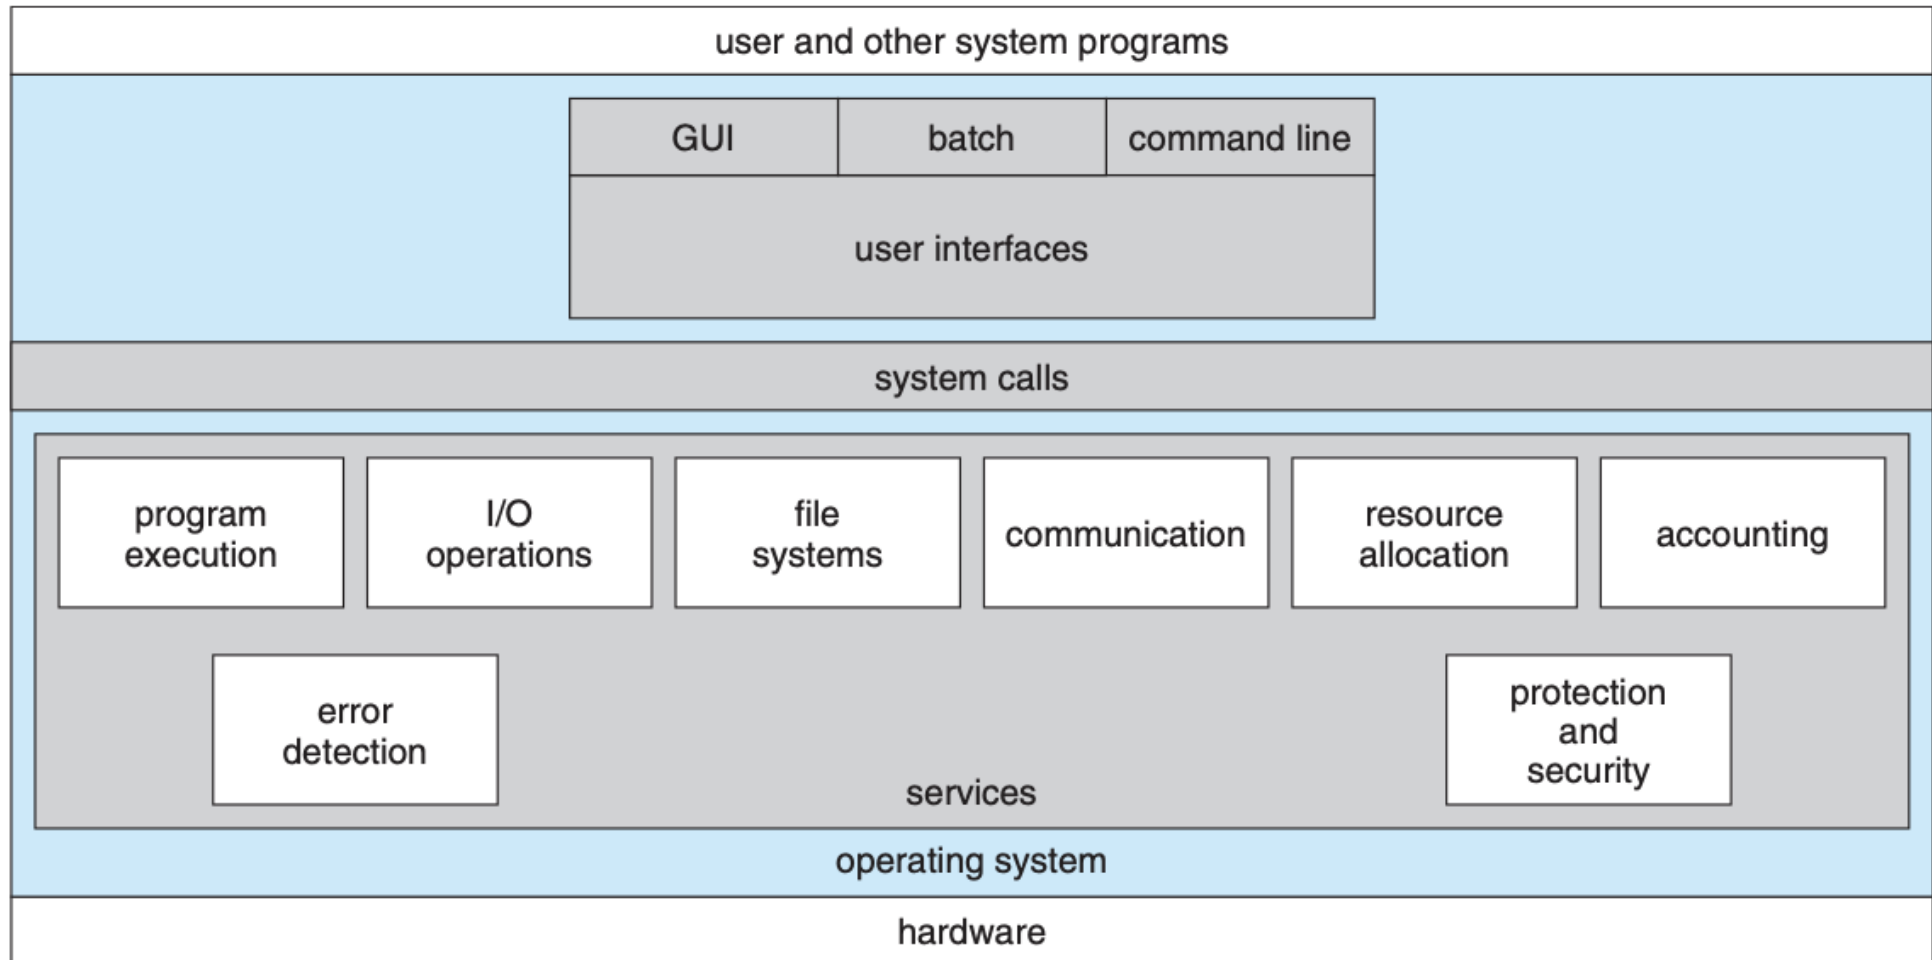 user and other system programs
GUI
batch
command line
user interfaces
system calls
program
execution
I/O
operations
file
systems
communication
resource
allocation
accounting
error
detection
protection
and
security
services
operating system
hardware